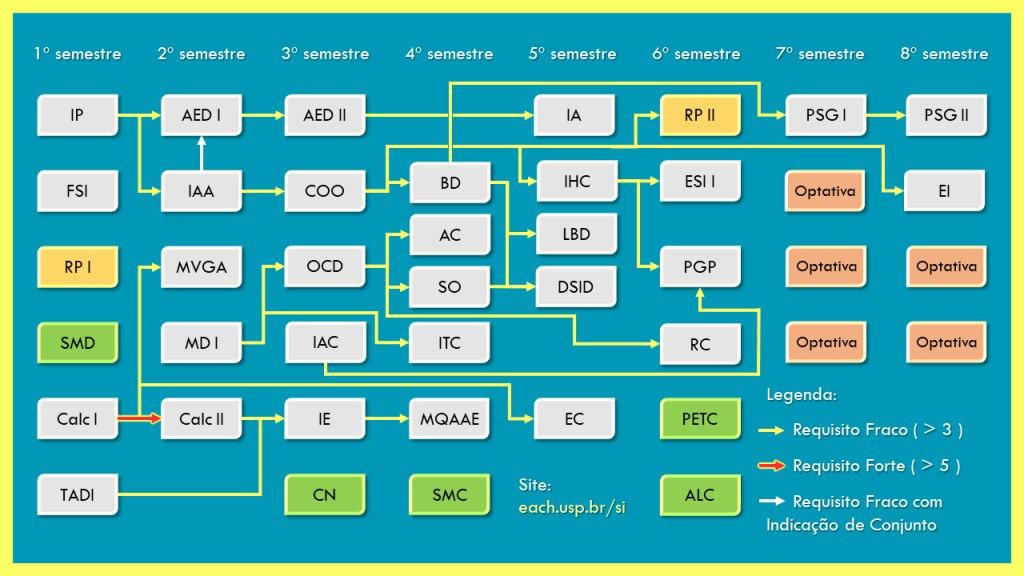 1º semestre 2º semestre 3º semestre 4º semestre 5º semestre 6º semestre 7º semestre 8º semestre
IP AED I AED II IA RP II PSG I PSG II
FSI IAA COO BD IHC ESI I Optativa EI
AC LBD
RP I MVGA OCD SO DSID PGP Optativa Optativa
SMD MD I IAC ITC RC Optativa Optativa
Calc I Calc II IE MQAAE EC PETC
TADI CN SMC ALC
Site:
each.usp.br/si
Legenda:
Requisito Fraco ( > 3 )
Requisito Forte ( > 5 )
Requisito Fraco com
Indicação de Conjunto